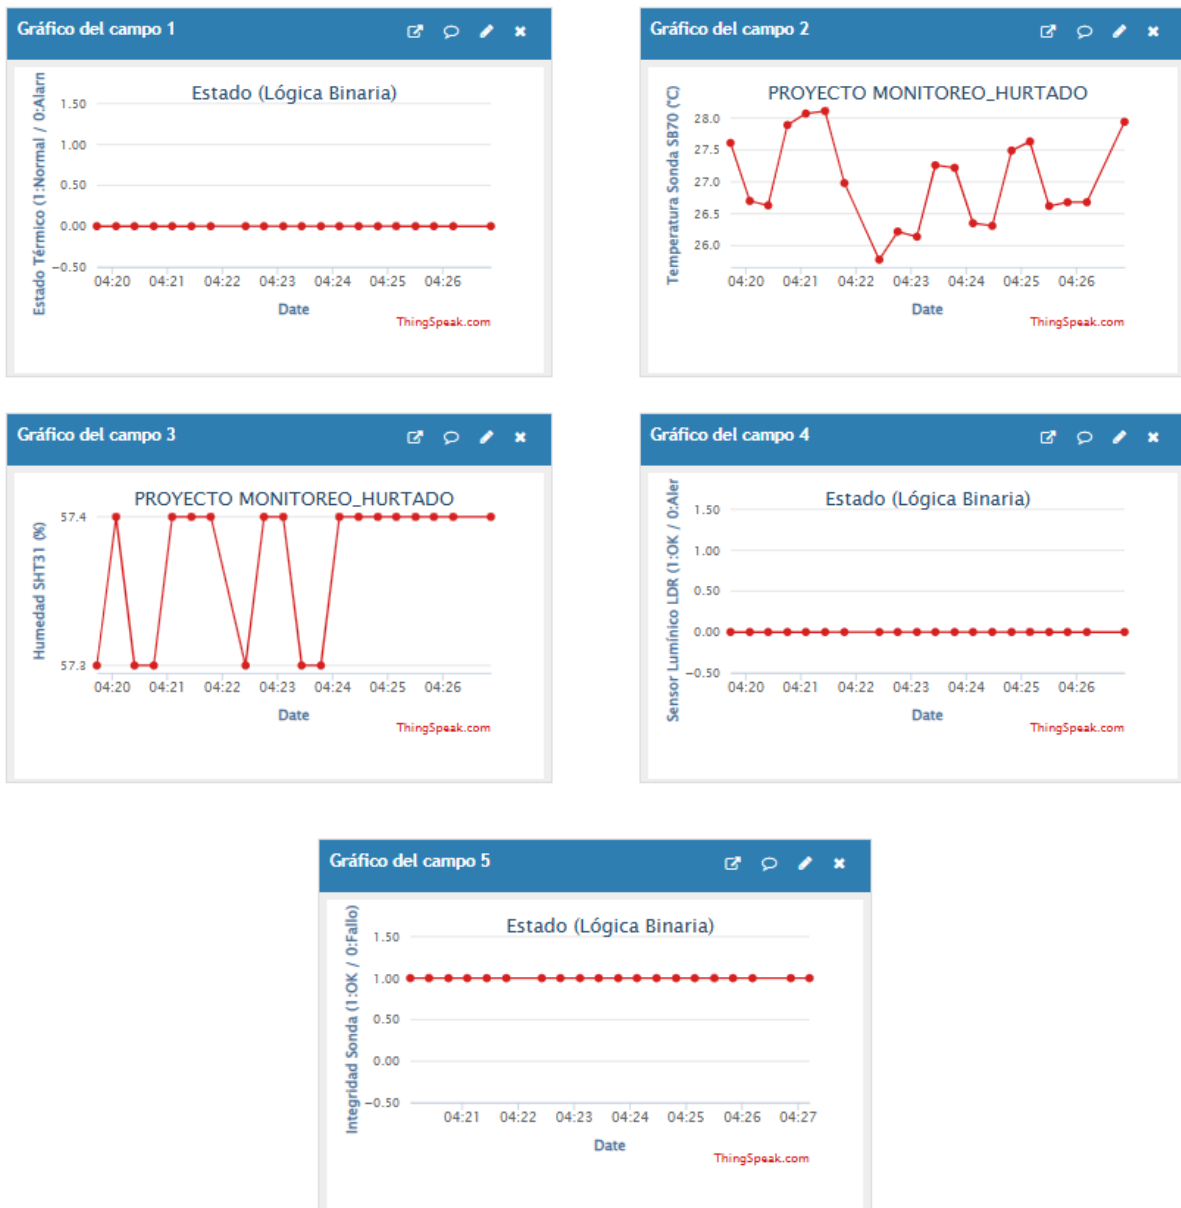 Gráfico del campo 1
Estado (Lógica Binaria)
Estado Térmico (1:Normal / 0:Alarn
1.50
1.00
0.50
0.00
−0.50
04:20 04:21 04:22 04:23 04:24 04:25 04:26
Date
ThingSpeak.com
Gráfico del campo 2
PROYECTO MONITOREO_HURTADO
Temperatura Sonda SB70 (°C)
28.0
27.5
27.0
26.5
26.0
04:20 04:21 04:22 04:23 04:24 04:25 04:26
Date
ThingSpeak.com
Gráfico del campo 3
PROYECTO MONITOREO_HURTADO
Humedad SHT31 (%)
57.4
57.3
04:20 04:21 04:22 04:23 04:24 04:25 04:26
Date
ThingSpeak.com
Gráfico del campo 4
Estado (Lógica Binaria)
Sensor Lumínico LDR (1:OK / 0:Aler
1.50
1.00
0.50
0.00
−0.50
04:20 04:21 04:22 04:23 04:24 04:25 04:26
Date
ThingSpeak.com
Gráfico del campo 5
Estado (Lógica Binaria)
Integridad Sonda (1:OK / 0:Fallo)
1.50
1.00
0.50
0.00
−0.50
04:21 04:22 04:23 04:24 04:25 04:26 04:27
Date
ThingSpeak.com